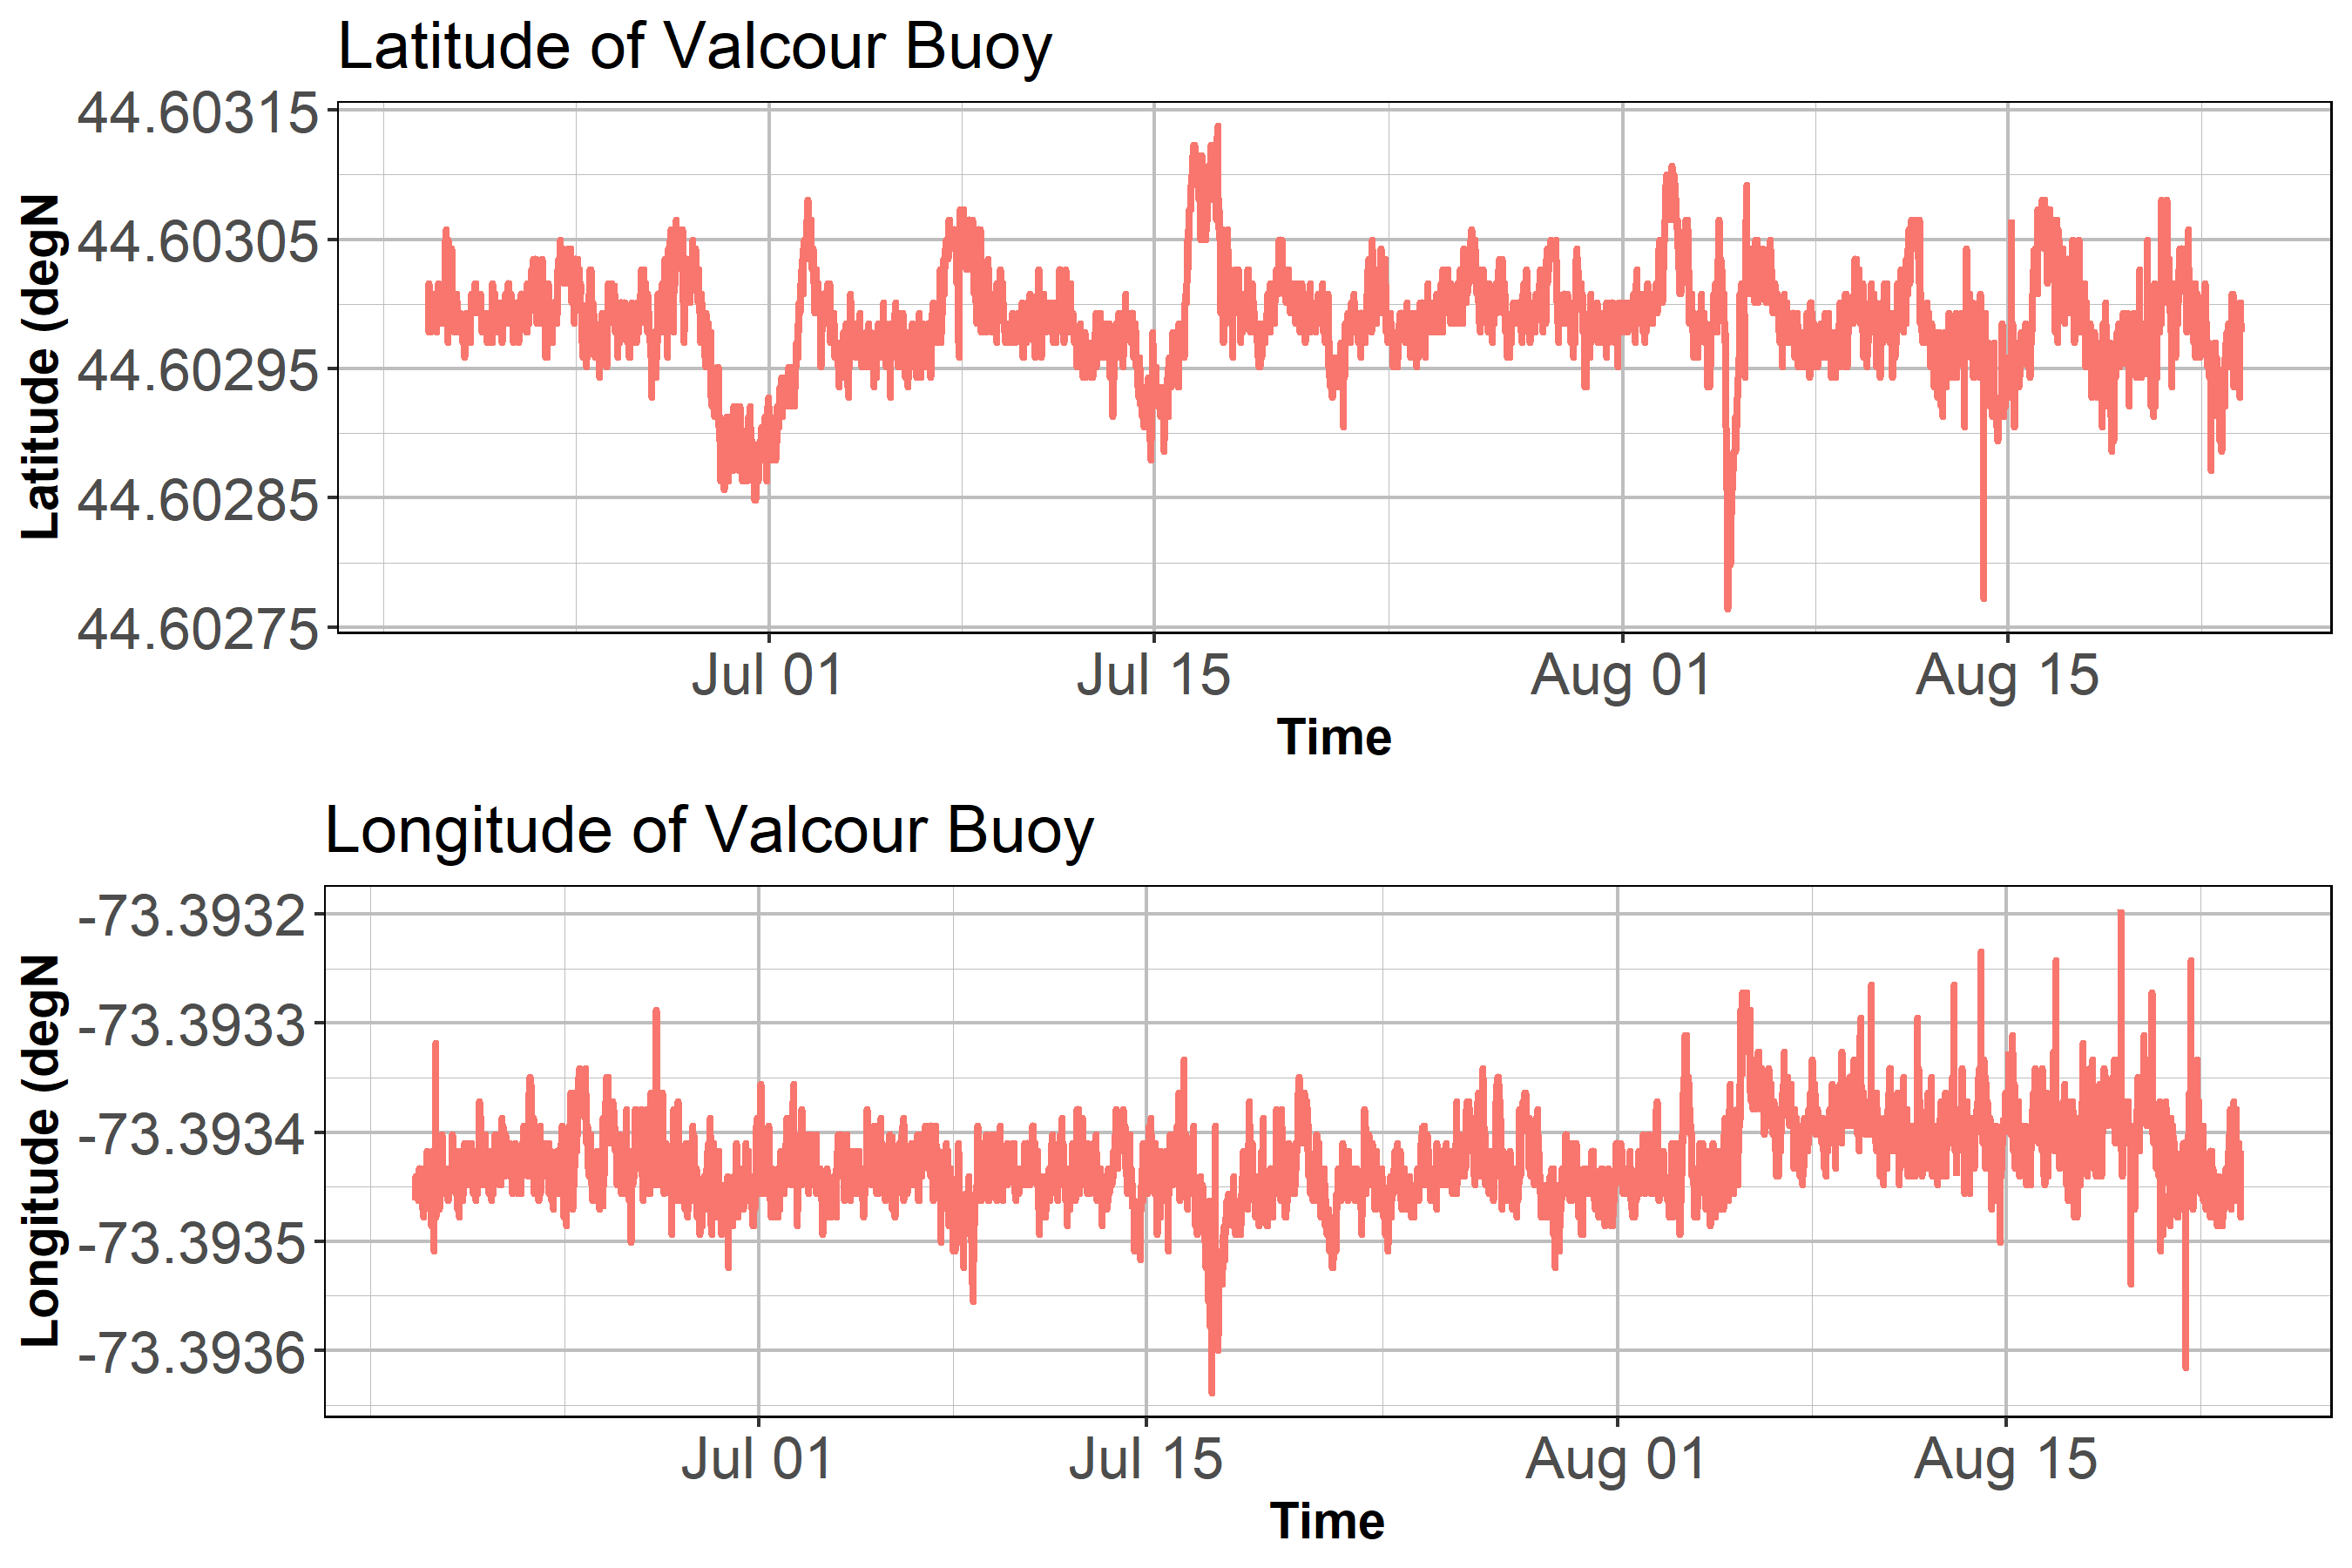 Latitude of Valcour Buoy
Latitude (degN
44.60315
44.60305
44.60295
44.60285
44.60275
Jul 01 Jul 15 Aug 01 Aug 15
Time
Longitude of Valcour Buoy
Longitude (degN
-73.3932
-73.3933
-73.3934
-73.3935
-73.3936
Jul 01 Jul 15 Aug 01 Aug 15
Time